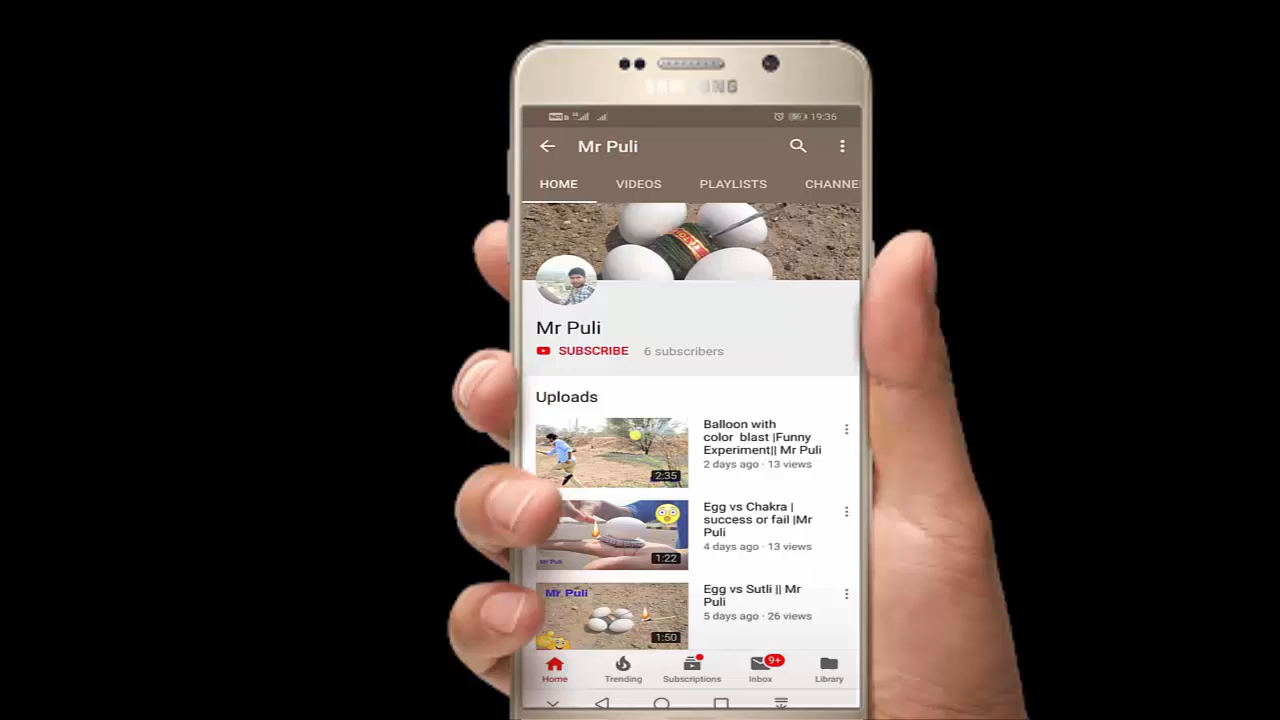 SAMSUNG
19:36
Mr Puli
HOME VIDEOS PLAYLISTS CHANNE
Mr Puli
SUBSCRIBE 6 subscribers
Uploads
2:35
Balloon with
color blast |Funny
Experiment|| Mr Puli
2 days ago · 13 views
Mr Puli
1:22
Egg vs Chakra |
success or fail |Mr
Puli
4 days ago · 13 views
Mr Puli
1:50
Egg vs Sutli || Mr
Puli
5 days ago · 26 views
9+
Home Trending Subscriptions Inbox Library